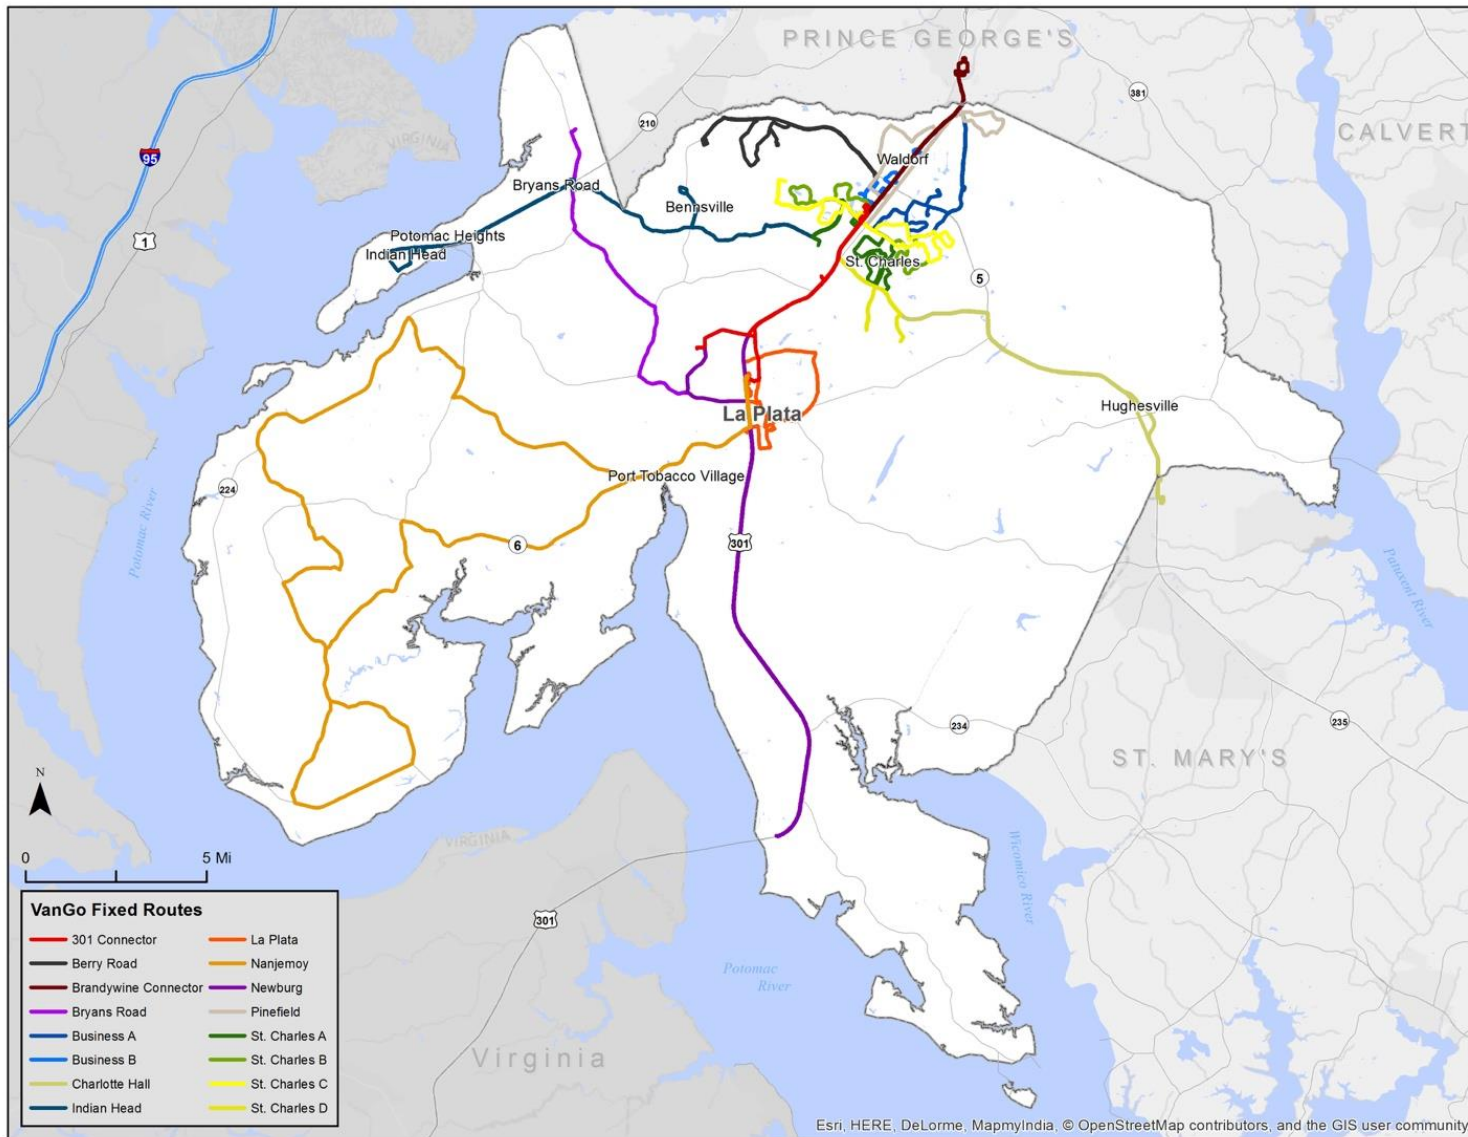 PRINCE GEORGE'S
381
210
CALVERT
VIRGINIA
95
Waldorf
Bryans Road
Bennsville
1
Potomac Heights
Indian Head
St. Charles
5
Hughesville
La Plata
Port Tobacco Village
224
Potomac River
6
301
Patuxent River
234
235
ST. MARY'S
N
VIRGINIA
Wicomico River
0 5 Mi
VanGo Fixed Routes
301 Connector
Berry Road
Brandywine Connector
Bryans Road
Business A
Business B
Charlotte Hall
Indian Head
La Plata
Nanjemoy
Newburg
Pinefield
St. Charles A
St. Charles B
St. Charles C
St. Charles D
301
Potomac
River
Virginia
Esri, HERE, DeLorme, MapmyIndia, © OpenStreetMap contributors, and the GIS user community